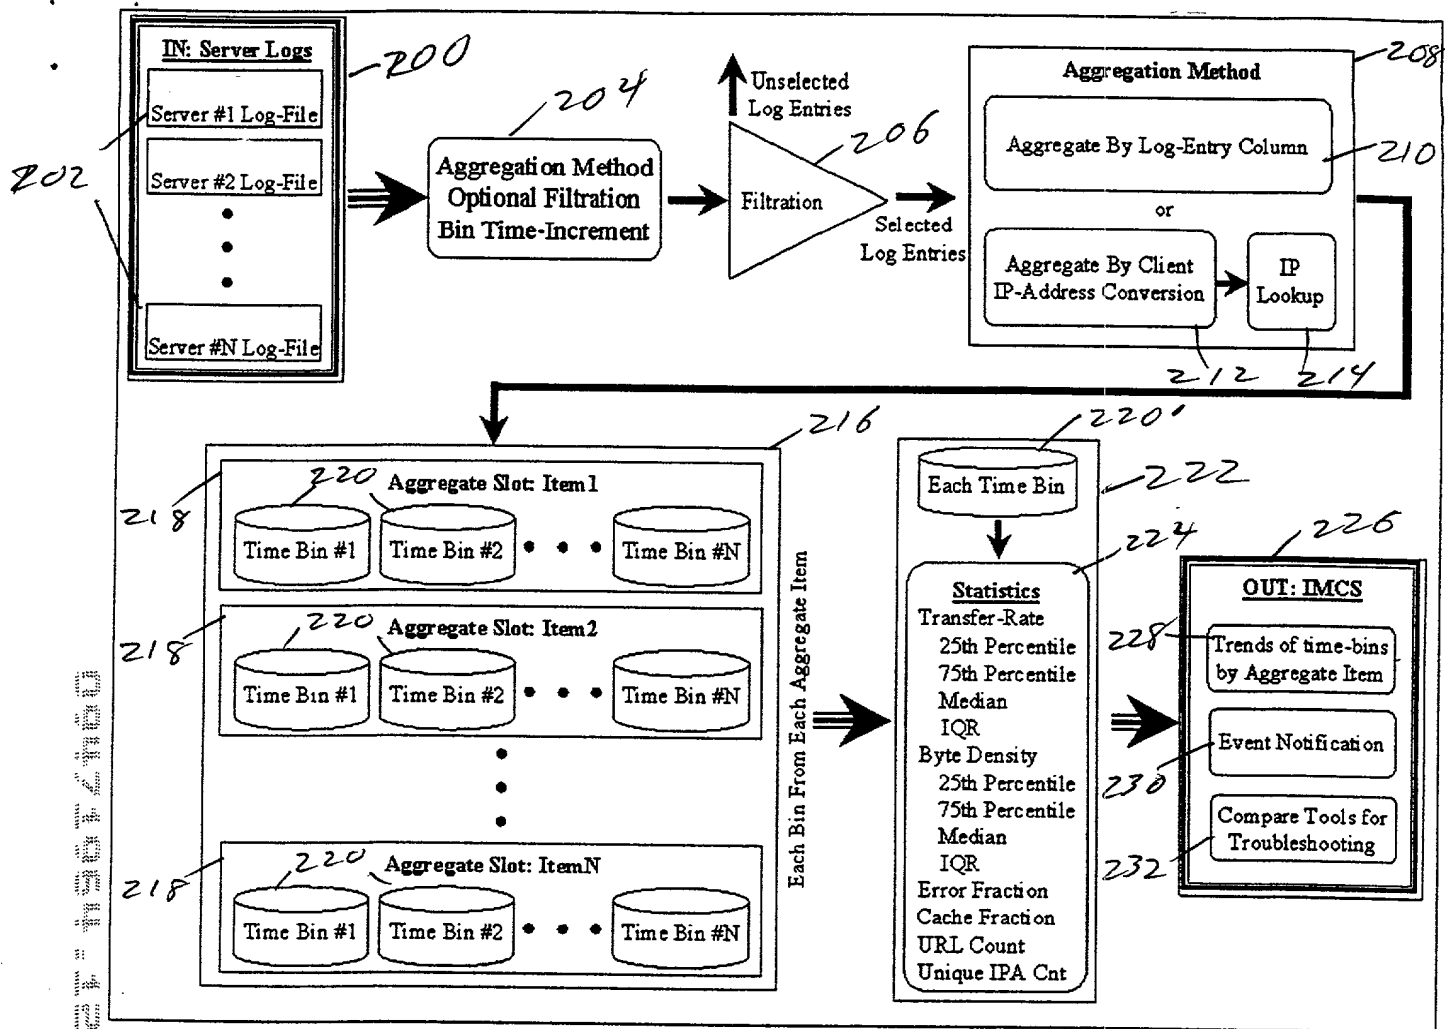 IN: Server Logs
200
Server #1 Log-File
202
Server #2 Log-File
Server #N Log-File
204
Aggregation Method
Optional Filtration
Bin Time-Increment
Unselected
Log Entries
206
Filtration
Selected
Log Entries
208
Aggregation Method
Aggregate By Log-Entry Column
210
or
Aggregate By Client
IP-Address Conversion
IP
Lookup
212
214
216
218
220
Aggregate Slot: Item1
Time Bin #1
Time Bin #2
Time Bin #N
218
220
Aggregate Slot: Item2
Time Bin #1
Time Bin #2
Time Bin #N
218
220
Aggregate Slot: ItemN
Time Bin #1
Time Bin #2
Time Bin #N
Each Bin From Each Aggregate Item
220'
Each Time Bin
222
224
Statistics
Transfer-Rate
25th Percentile
75th Percentile
Median
IQR
Byte Density
25th Percentile
75th Percentile
Median
IQR
Error Fraction
Cache Fraction
URL Count
Unique IPA Cnt
226
OUT: IMCS
228
Trends of time-bins
by Aggregate Item
Event Notification
230
Compare Tools for
Troubleshooting
232